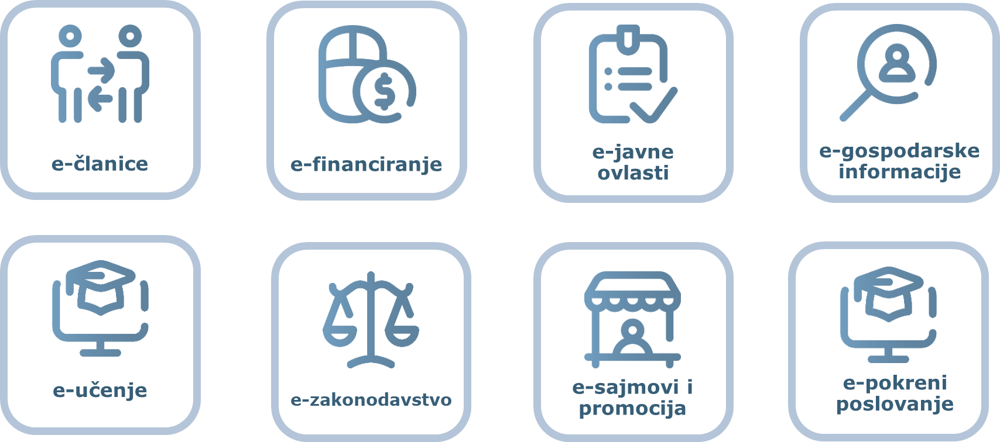 e-članice
e-financiranje
e-javne
ovlasti
e-gospodarske
informacije
e-učenje
e-zakonodavstvo
e-sajmovi i
promocija
e-pokreni
poslovanje